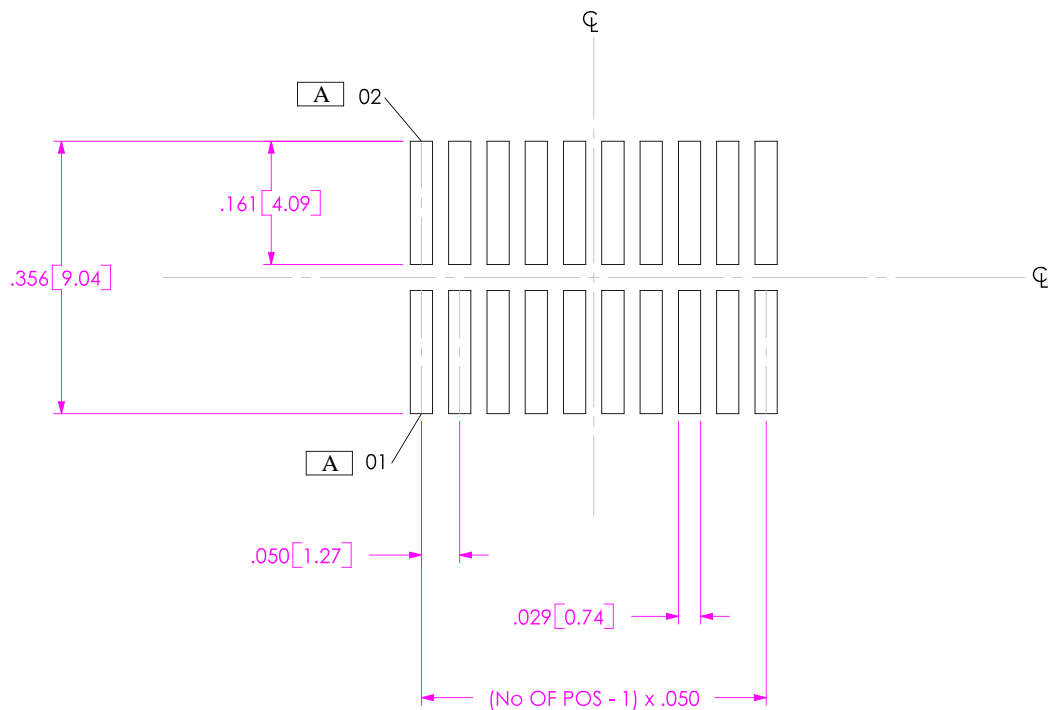 ℄
A 02
.161[4.09]
.356[9.04]
℄
A 01
.050[1.27]
.029[0.74]
(No OF POS - 1) x .050